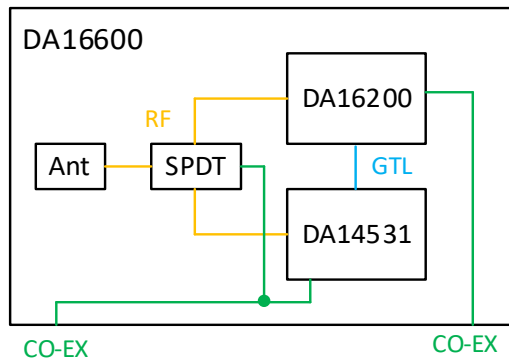 DA16600
DA16200
RF
Ant
SPDT
GTL
DA14531
CO-EX
CO-EX